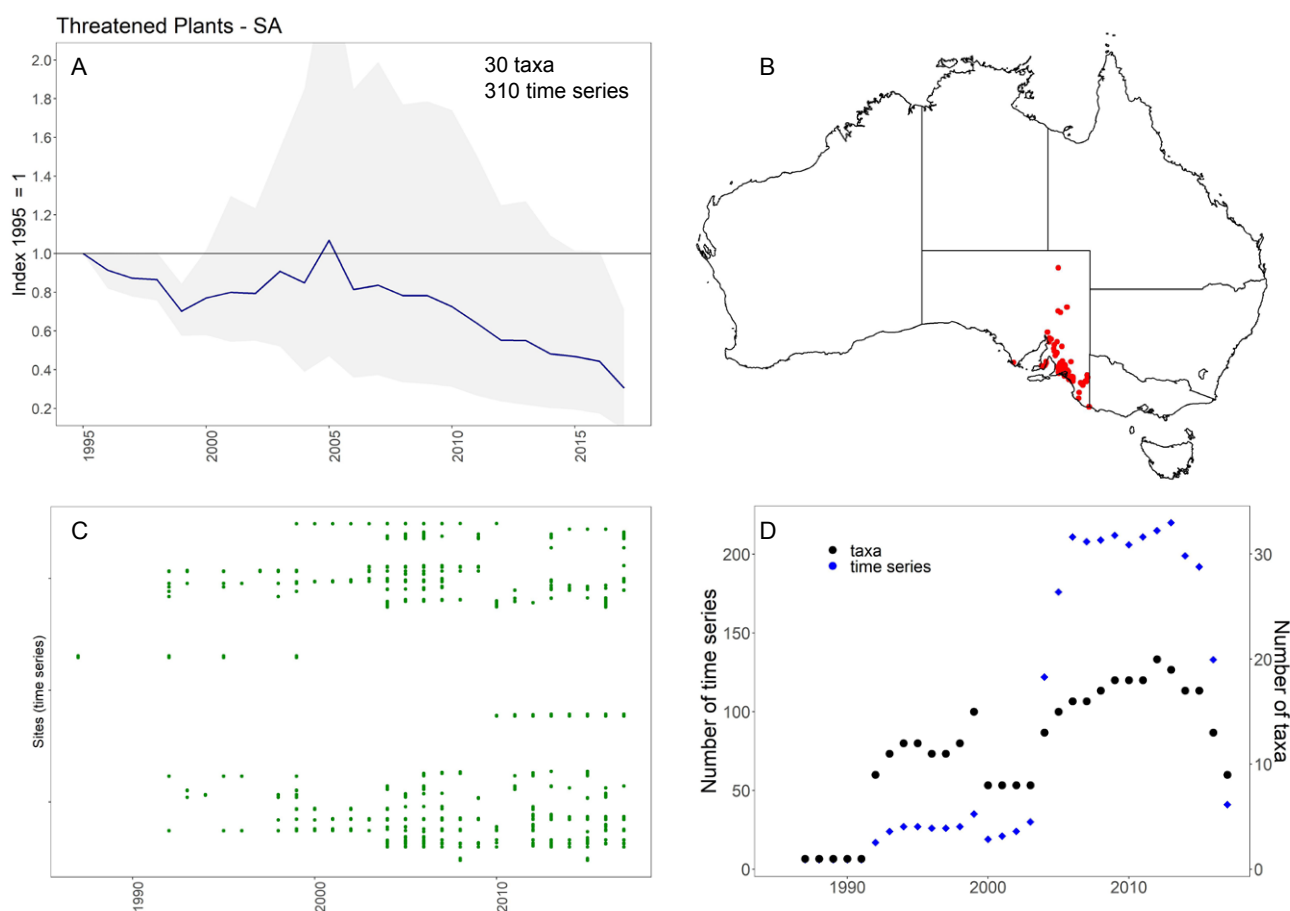 Threatened Plants - SA
A
30 taxa
310 time series
Index 1995 = 1
2.0
1.8
1.6
1.4
1.2
1.0
0.8
0.6
0.4
0.2
1995
2000
2005
2010
2015
B
C
Sites (time series)
1990
2000
2010
D
taxa
time series
Number of time series
200
150
100
50
0
Number of taxa
30
20
10
0
1990
2000
2010